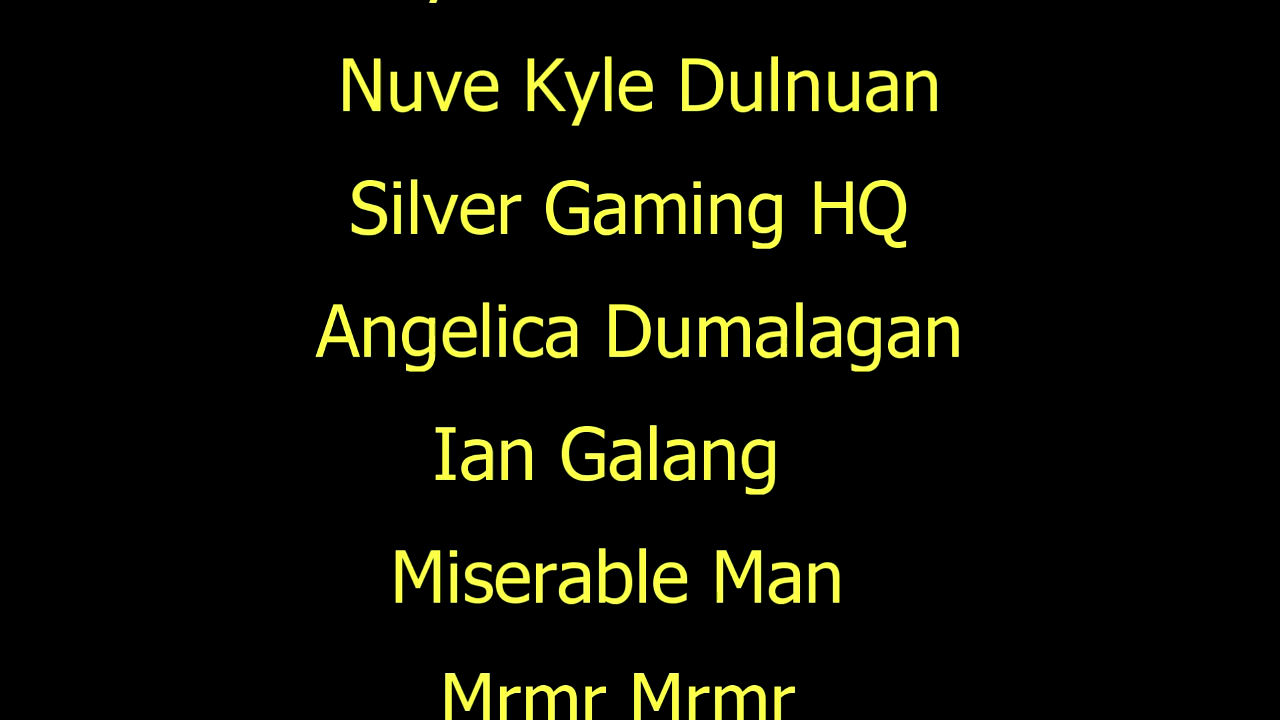 Nuve Kyle Dulnuan
Silver Gaming HQ
Angelica Dumalagan
Ian Galang
Miserable Man
Mrmr Mrmr